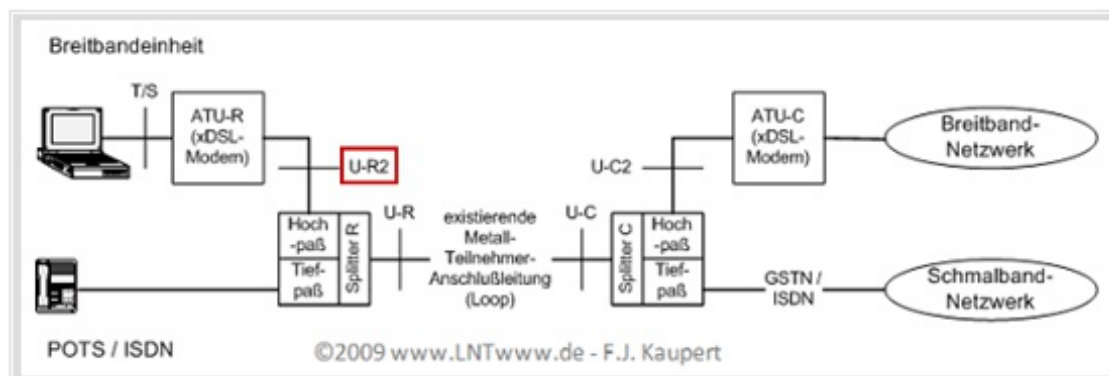 Breitbandeinheit
T/S
ATU-R
(xDSL-
Modem)
U-R2
U-R
Hoch
-paß
Tief-
paß
Splitter R
existierende
Metall-
Teilnehmer-
Anschlußleitung
(Loop)
U-C
U-C2
Splitter C
Hoch
-paß
Tief-
paß
ATU-C
(xDSL-
Modem)
Breitband-
Netzwerk
GSTN /
ISDN
Schmalband-
Netzwerk
POTS / ISDN
©2009 www.LNTwww.de - F.J. Kaupert